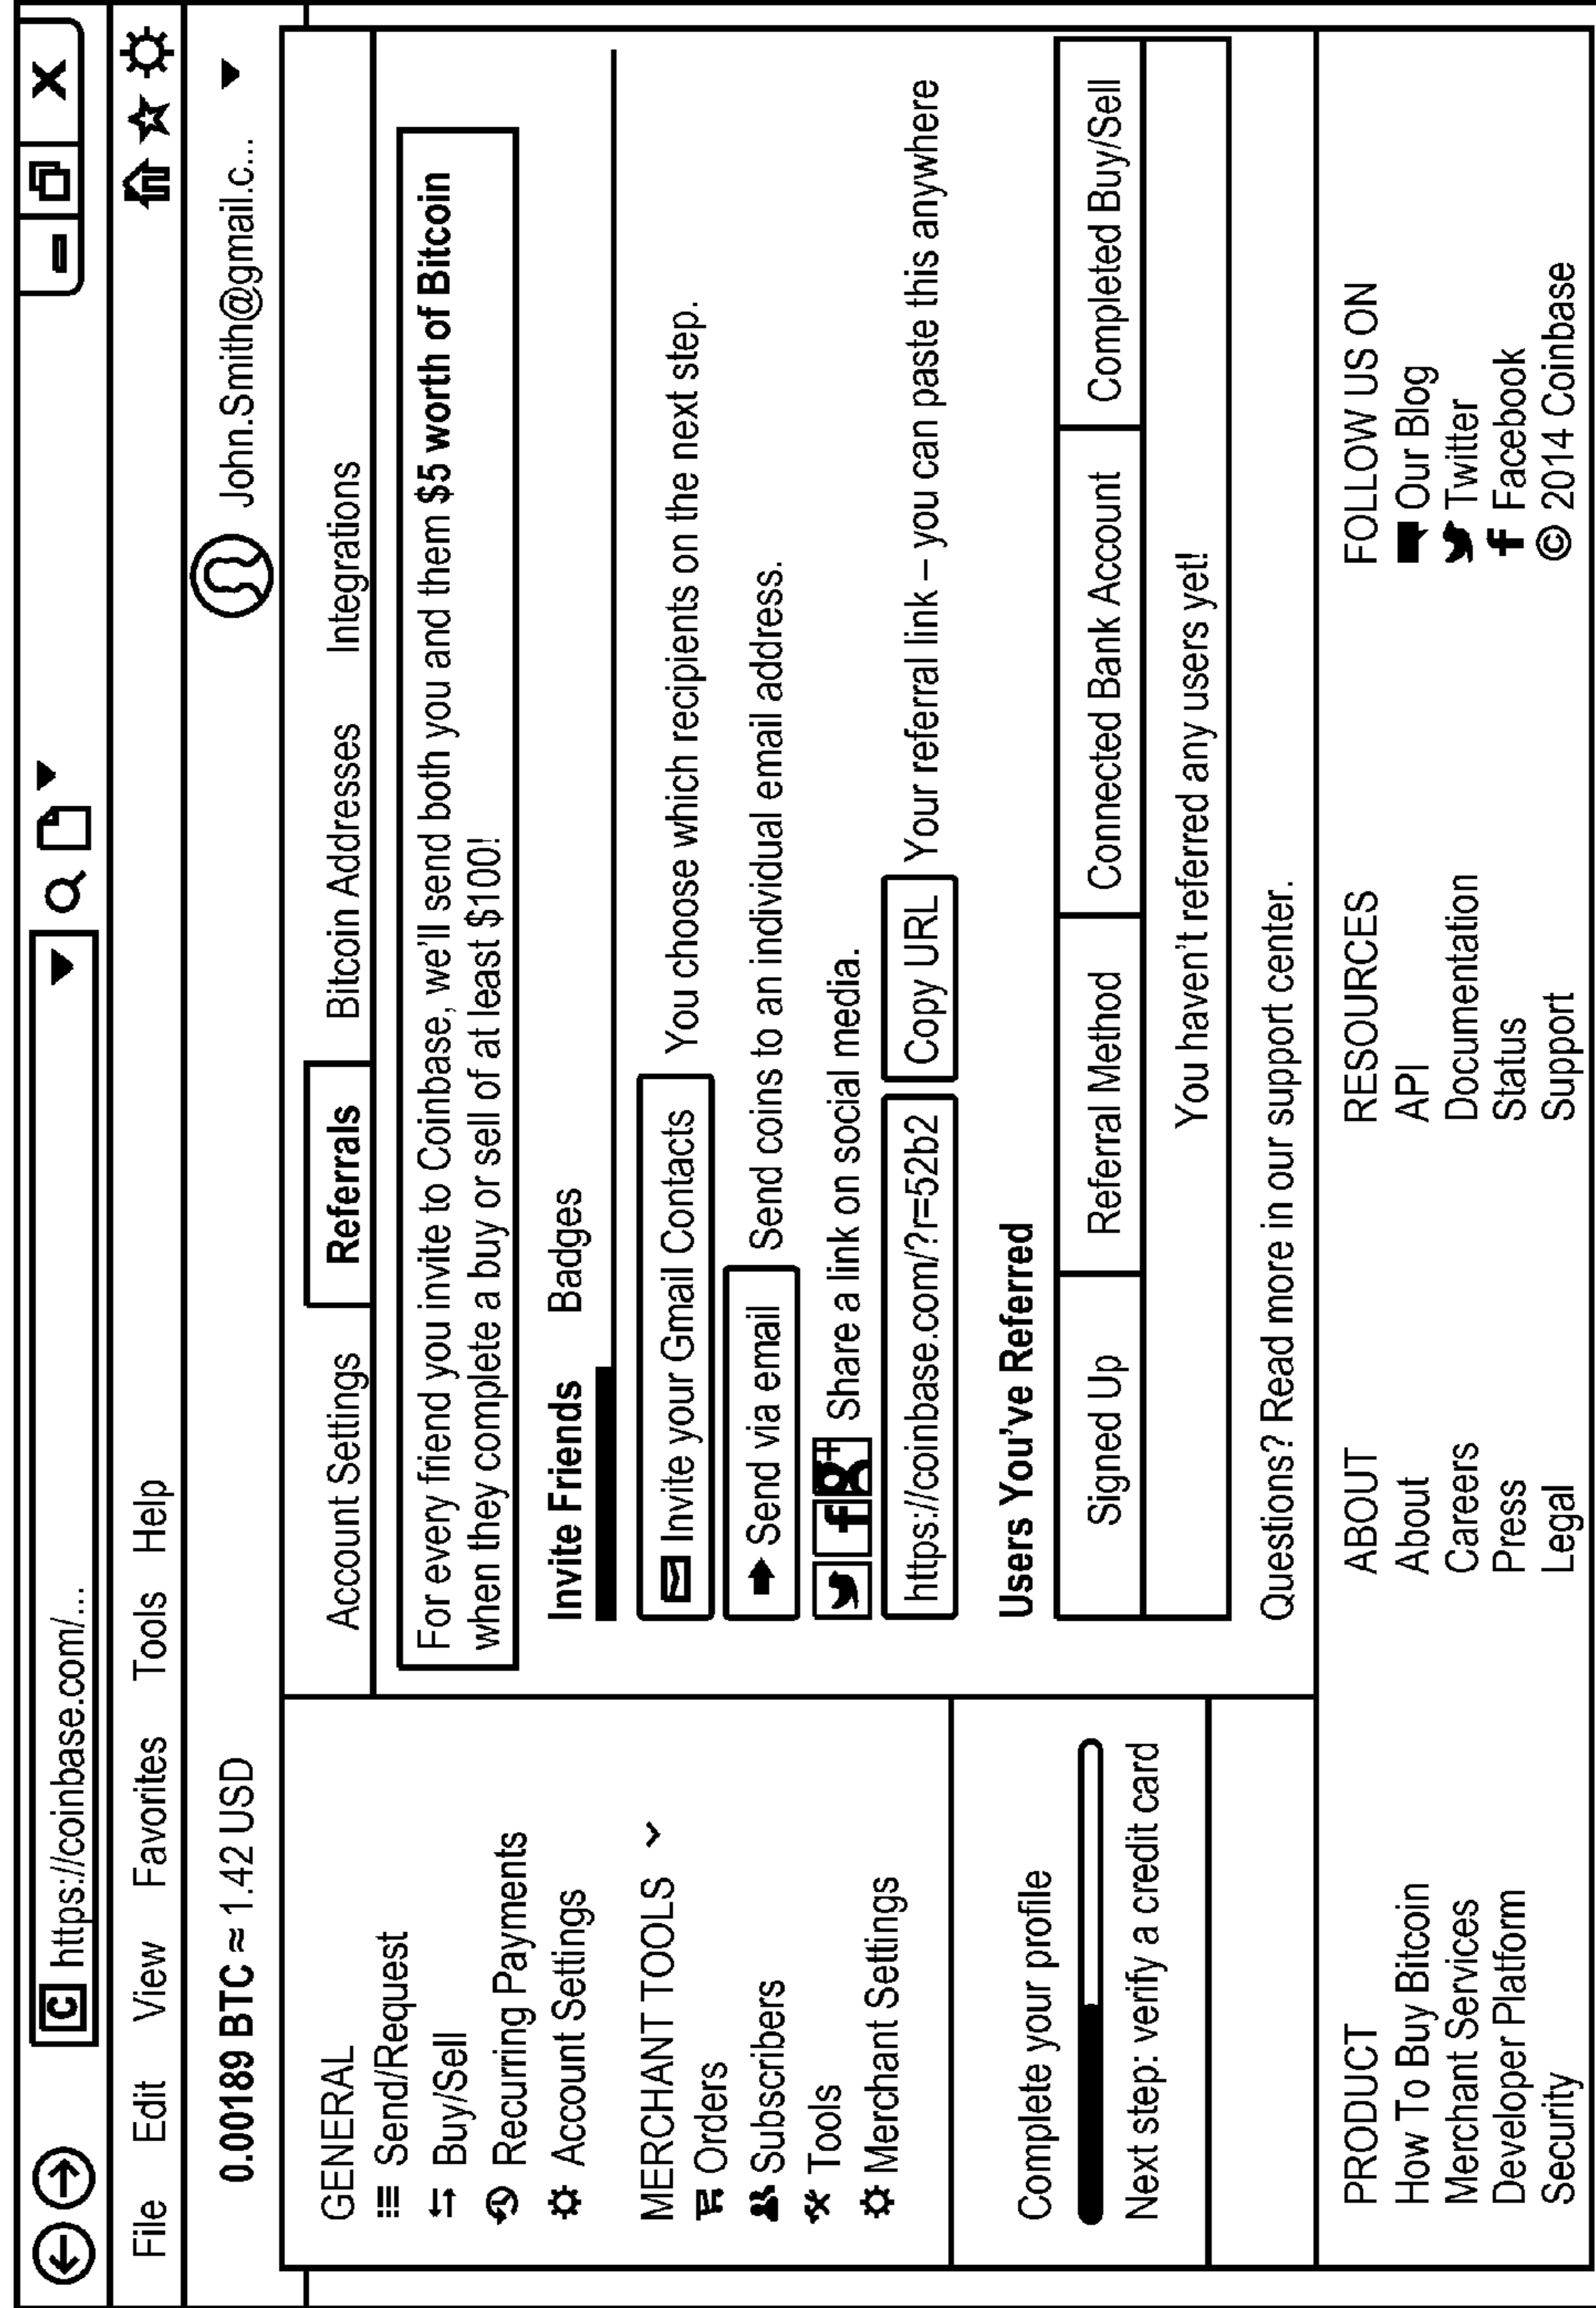 C https://coinbase.com/...
X
File Edit View Favorites Tools Help
0.00189 BTC ≈ 1.42 USD
John.Smith@gmail.c...
GENERAL
Send/Request
Buy/Sell
Recurring Payments
Account Settings
MERCHANT TOOLS
Orders
Subscribers
Tools
Merchant Settings
Complete your profile
Next step: verify a credit card
Account Settings Referrals Bitcoin Addresses Integrations
For every friend you invite to Coinbase, we'll send both you and them $5 worth of Bitcoin
when they complete a buy or sell of at least $100!
Invite Friends Badges
Invite your Gmail Contacts You choose which recipients on the next step.
Send via email Send coins to an individual email address.
f g+ Share a link on social media.
https://coinbase.com/?r=52b2 Copy URL Your referral link – you can paste this anywhere
Users You've Referred
Signed Up Referral Method Connected Bank Account Completed Buy/Sell
You haven't referred any users yet!
Questions? Read more in our support center.
PRODUCT
How To Buy Bitcoin
Merchant Services
Developer Platform
Security
ABOUT
About
Careers
Press
Legal
RESOURCES
API
Documentation
Status
Support
FOLLOW US ON
Our Blog
Twitter
f Facebook
© 2014 Coinbase